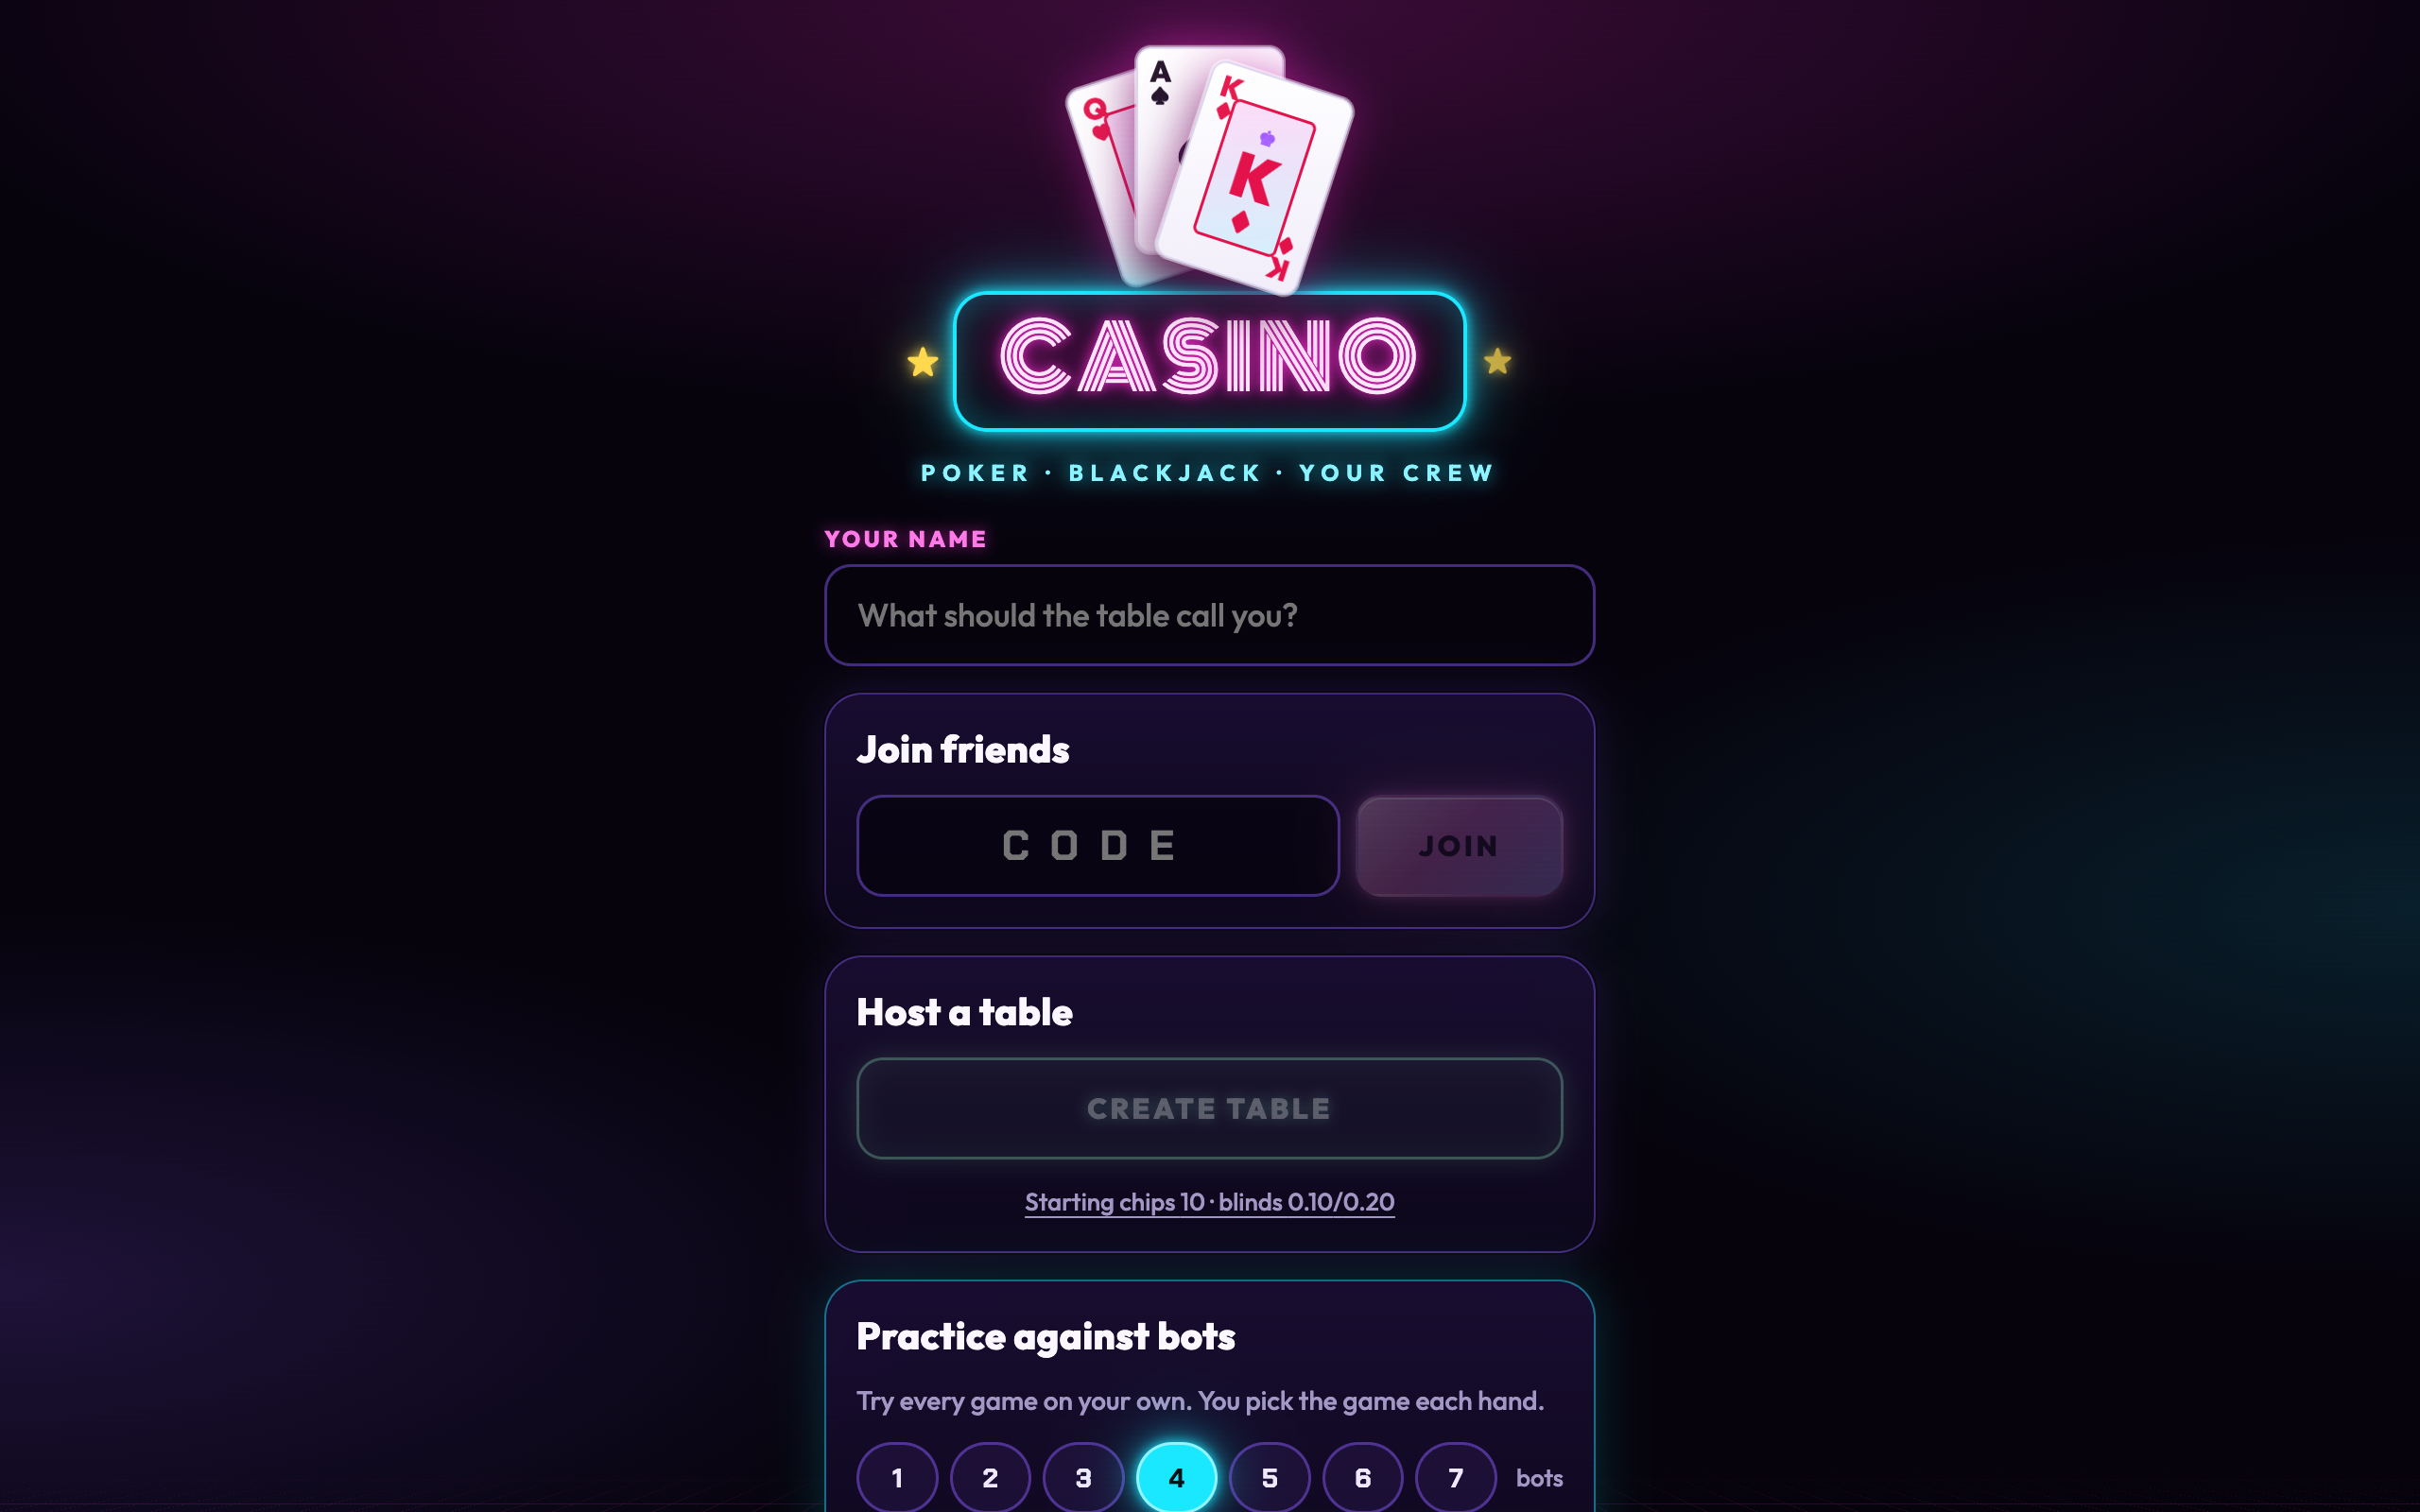 A
Q
K
K
K
CASINO
POKER · BLACKJACK · YOUR CREW
YOUR NAME
What should the table call you?
Join friends
CODE
JOIN
Host a table
CREATE TABLE
Starting chips 10 · blinds 0.10/0.20
Practice against bots
Try every game on your own. You pick the game each hand.
1 2 3 4 5 6 7 bots